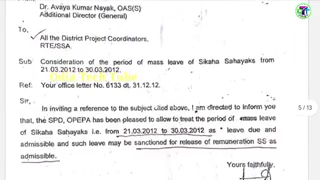 Dr. Avaya Kumar Nayak, OAS(S)
Additional Director (General)
To,
All the District Project Coordinators,
RTE/SSA.
Sub: Consideration of the period of mass leave of Sikaha Sahayaks from
21.03.2012 to 30.03.2012.
Ref: Your office letter No. 6133 dt. 31.12.12.
Sir,
In inviting a reference to the subject cited above, I am directed to inform you
that, the SPD, OPEPA has been pleased to allow to treat the period of mass leave
of Sikaha Sahayaks i.e. from 21.03.2012 to 30.03.2012 as " leave due and
admissible and such leave may be sanctioned for release of remuneration SS as
admissible.
Yours faithfully,
5 / 13